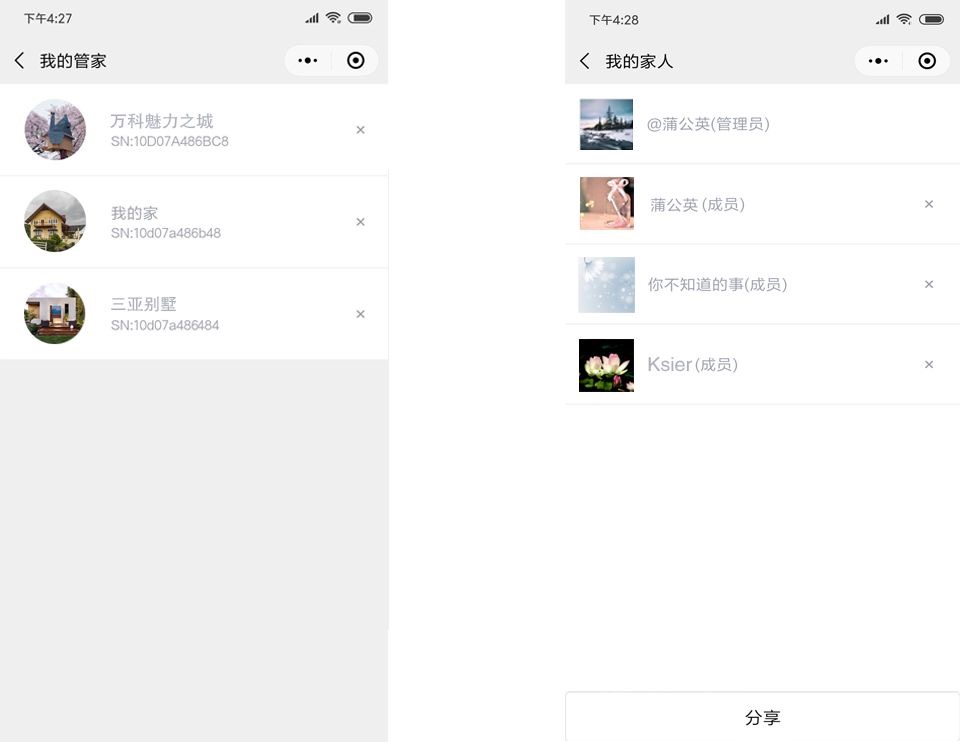 下午4:27
我的管家
万科魅力之城
SN:10D07A486BC8
我的家
SN:10d07a486b48
三亚别墅
SN:10d07a486484
下午4:28
我的家人
@蒲公英(管理员)
蒲公英(成员)
你不知道的事(成员)
Ksier(成员)
分享